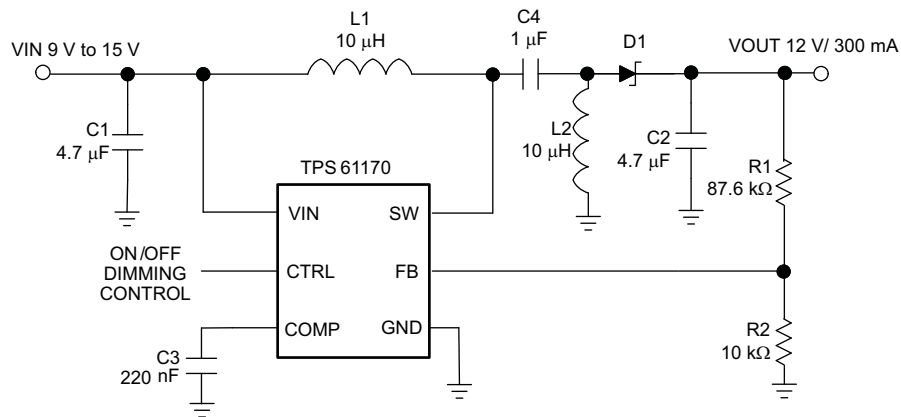 L1
10 μH
C4
1 μF
D1
VIN 9 V to 15 V
VOUT 12 V/ 300 mA
C1
4.7 μF
L2
10 μH
C2
4.7 μF
R1
87.6 kΩ
TPS 61170
VIN
SW
ON/OFF
DIMMING
CONTROL
CTRL
FB
COMP
GND
C3
220 nF
R2
10 kΩ